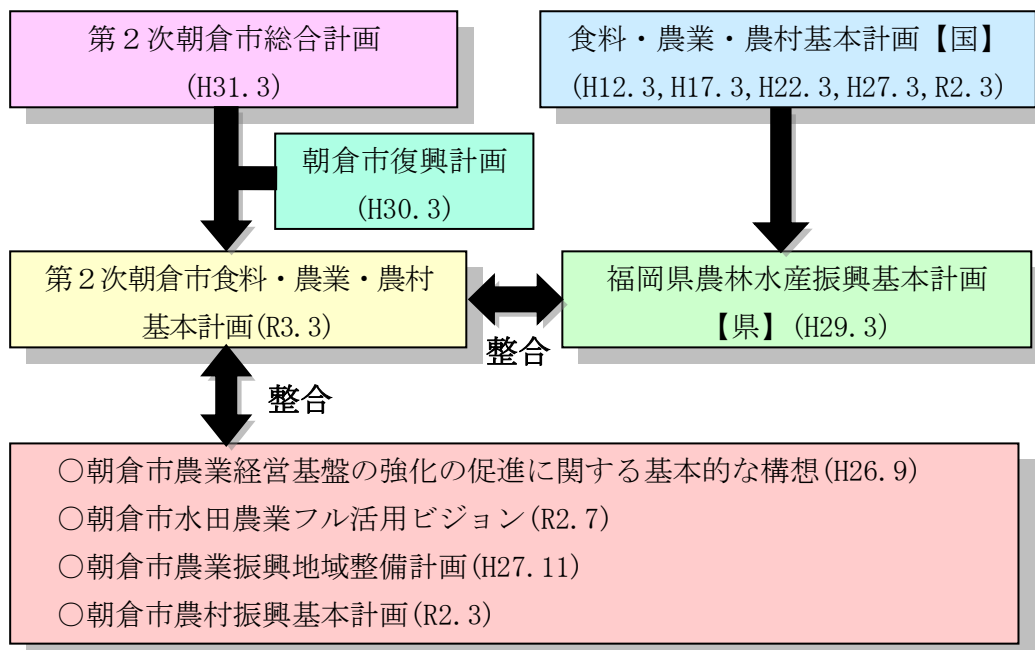 第２次朝倉市総合計画
(H31.3)
食料・農業・農村基本計画【国】
(H12.3,H17.3,H22.3,H27.3,R2.3)
朝倉市復興計画
(H30.3)
第２次朝倉市食料・農業・農村
基本計画(R3.3)
整合
福岡県農林水産振興基本計画
【県】(H29.3)
整合
○朝倉市農業経営基盤の強化の促進に関する基本的な構想(H26.9)
○朝倉市水田農業フル活用ビジョン(R2.7)
○朝倉市農業振興地域整備計画(H27.11)
○朝倉市農村振興基本計画(R2.3)